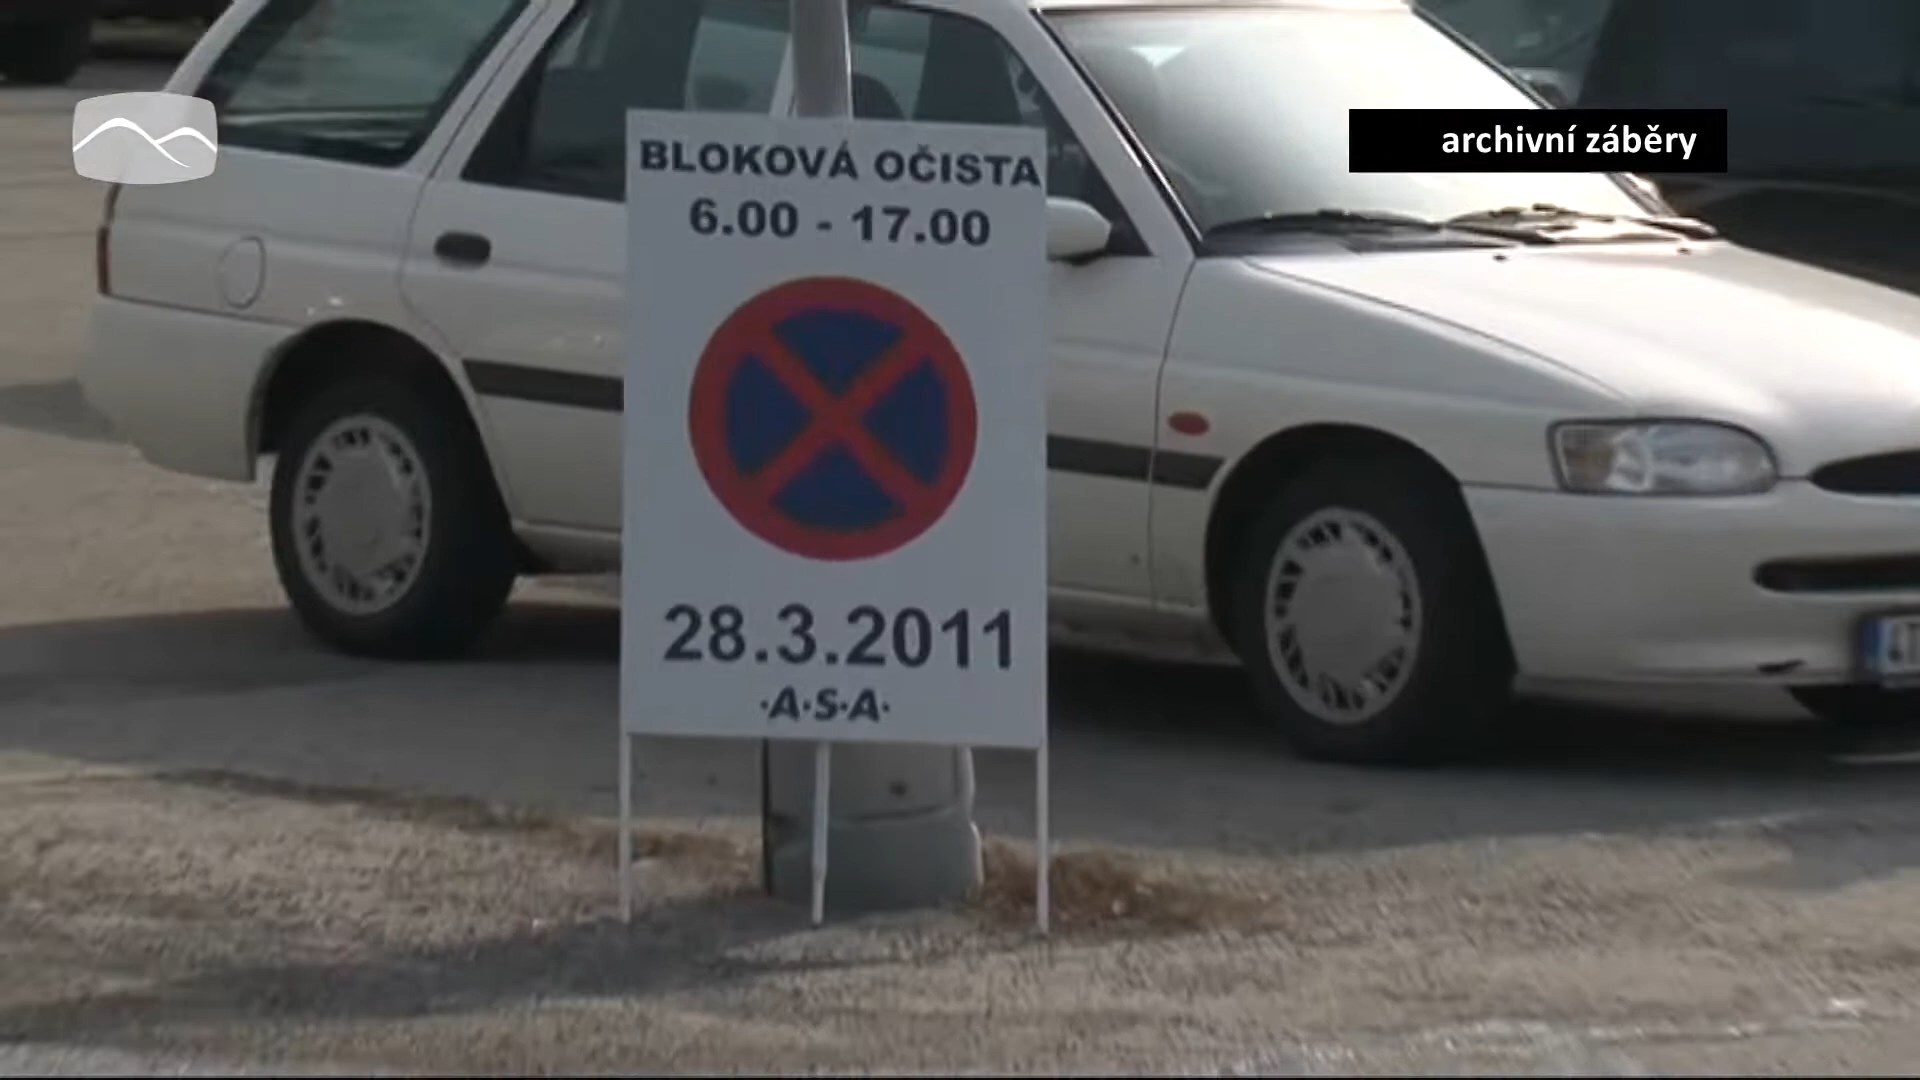 archivní záběry
BLOKOVÁ OČISTA
6.00 - 17.00
28.3.2011
·A·S·A·